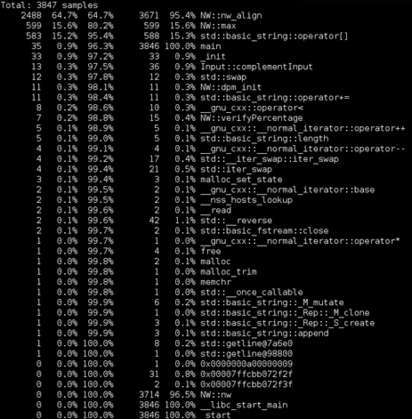 Total: 3847 samples
2488 64.7% 64.7% 3671 95.4% NW::nw_align
599 15.6% 80.2% 599 15.6% NW::max
583 15.2% 95.4% 588 15.3% std::basic_string::operator[]
35 0.9% 96.3% 3846 100.0% main
33 0.9% 97.2% 33 0.9% _init
13 0.3% 97.5% 36 0.9% Input::complementInput
12 0.3% 97.8% 12 0.3% std::swap
11 0.3% 98.1% 11 0.3% NW::dpm_init
11 0.3% 98.4% 11 0.3% std::basic_string::operator+=
8 0.2% 98.6% 10 0.3% __gnu_cxx::operator<
7 0.2% 98.8% 15 0.4% NW::verifyPercentage
5 0.1% 98.9% 5 0.1% __gnu_cxx::__normal_iterator::operator++
5 0.1% 99.0% 5 0.1% std::basic_string::length
4 0.1% 99.1% 4 0.1% __gnu_cxx::__normal_iterator::operator--
4 0.1% 99.2% 17 0.4% std::__iter_swap::iter_swap
4 0.1% 99.4% 21 0.5% std::iter_swap
3 0.1% 99.4% 3 0.1% malloc_set_state
2 0.1% 99.5% 2 0.1% __gnu_cxx::__normal_iterator::base
2 0.1% 99.5% 2 0.1% __nss_hosts_lookup
2 0.1% 99.6% 2 0.1% __read
2 0.1% 99.6% 42 1.1% std::__reverse
2 0.1% 99.7% 2 0.1% std::basic_fstream::close
1 0.0% 99.7% 1 0.0% __gnu_cxx::__normal_iterator::operator*
1 0.0% 99.7% 4 0.1% free
1 0.0% 99.8% 2 0.1% malloc
1 0.0% 99.8% 1 0.0% malloc_trim
1 0.0% 99.8% 1 0.0% memchr
1 0.0% 99.8% 1 0.0% std::__once_callable
1 0.0% 99.9% 6 0.2% std::basic_string::_M_mutate
1 0.0% 99.9% 1 0.0% std::basic_string::_Rep::_M_clone
1 0.0% 99.9% 3 0.1% std::basic_string::_Rep::_S_create
1 0.0% 99.9% 3 0.1% std::basic_string::append
1 0.0% 100.0% 8 0.2% std::getline@7a6e0
1 0.0% 100.0% 1 0.0% std::getline@98800
0 0.0% 100.0% 1 0.0% 0x0000000a00000009
0 0.0% 100.0% 31 0.8% 0x00007ffcbb072f2f
0 0.0% 100.0% 2 0.1% 0x00007ffcbb072f3f
0 0.0% 100.0% 3714 96.5% NW::nw
0 0.0% 100.0% 3846 100.0% __libc_start_main
0 0.0% 100.0% 3846 100.0% _start